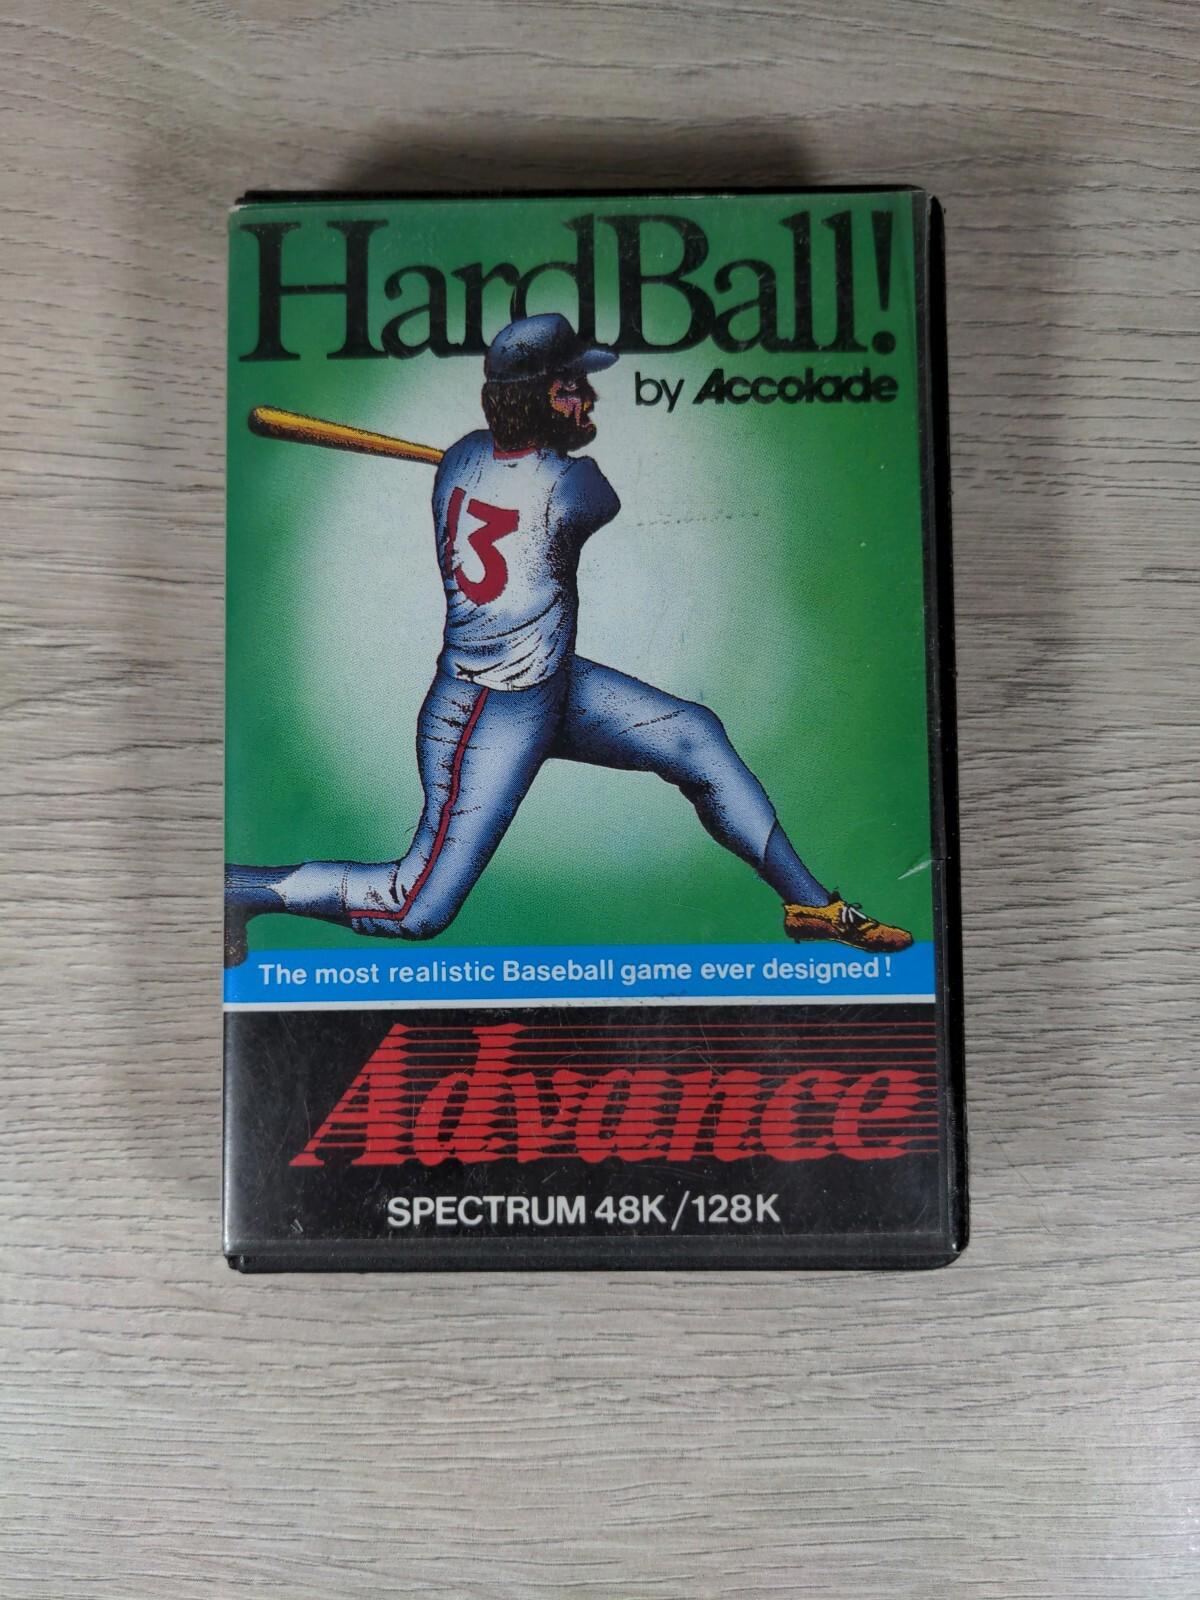 HardBall!
by Accolade
13
The most realistic Baseball game ever designed!
Advance
SPECTRUM 48K/128K